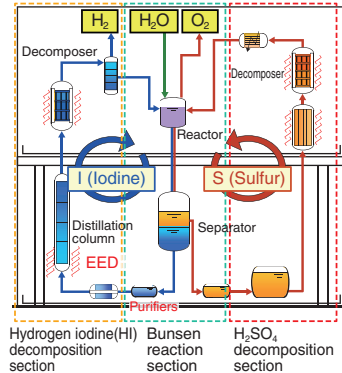 H₂ H₂O O₂
Decomposer
Decomposer
Reactor
I (Iodine) S (Sulfur)
Distillation
column
Separator
EED
Purifiers
Hydrogen iodine(HI)
decomposition
section
Bunsen
reaction
section
H₂SO₄
decomposition
section